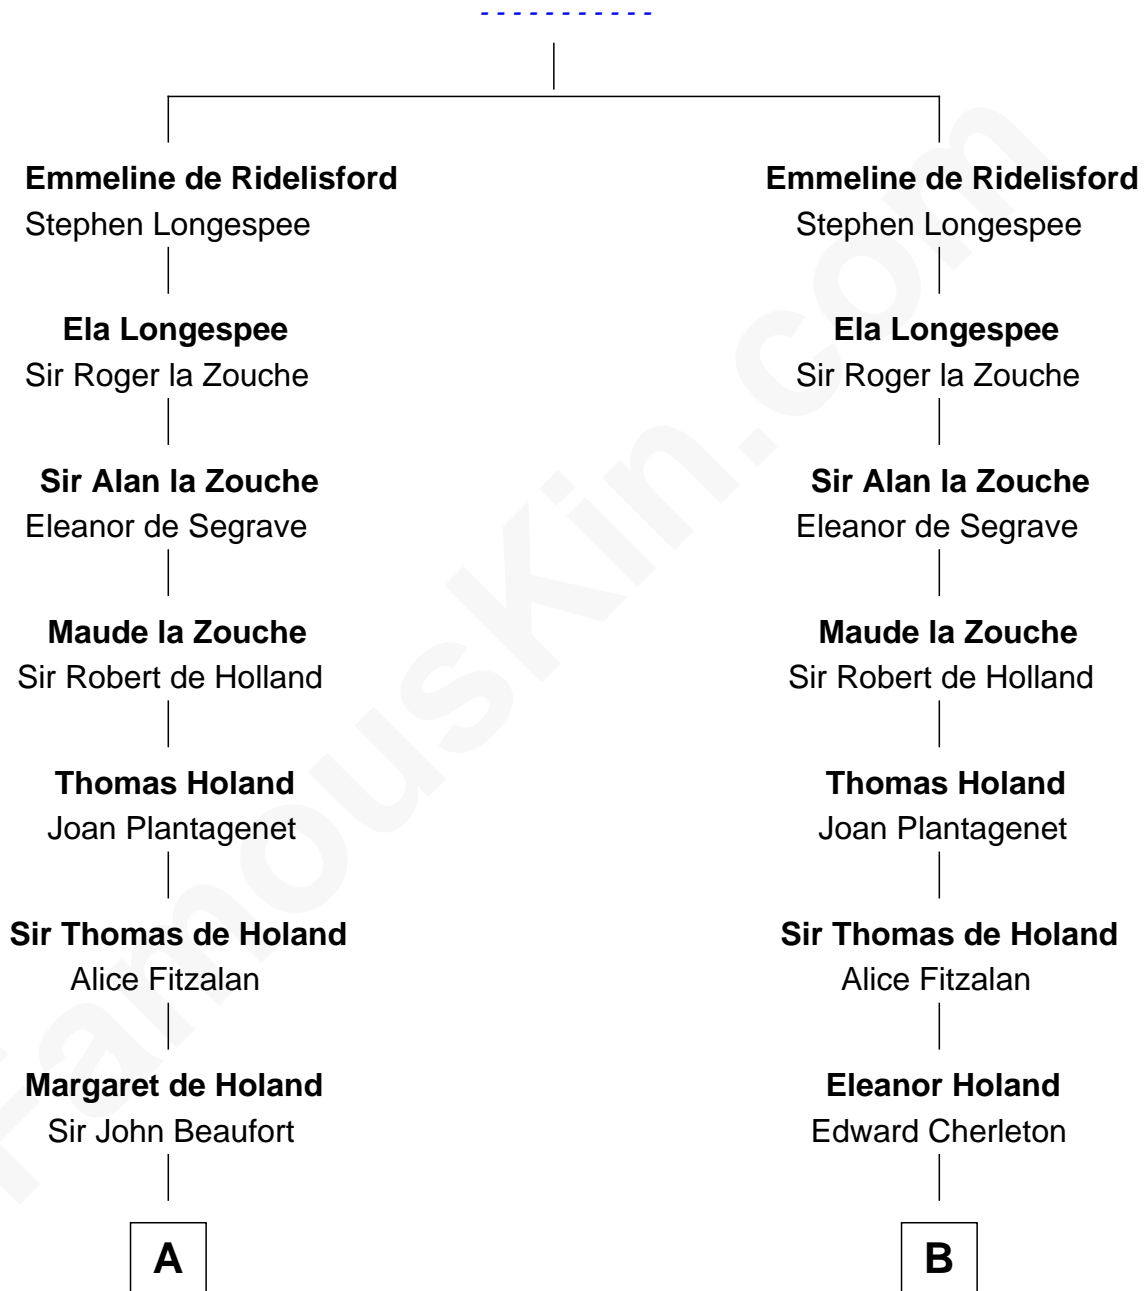 - - - - - - - - - - -
Emmeline de Ridelisford Emmeline de Ridelisford
Stephen Longespee Stephen Longespee
Ela Longespee Ela Longespee
Sir Roger la Zouche Sir Roger la Zouche
Sir Alan la Zouche Sir Alan la Zouche
Eleanor de Segrave Eleanor de Segrave
Maude la Zouche Maude la Zouche
Sir Robert de Holland Sir Robert de Holland
Thomas Holand Thomas Holand
Joan Plantagenet Joan Plantagenet
Sir Thomas de Holand Sir Thomas de Holand
Alice Fitzalan Alice Fitzalan
Margaret de Holand Eleanor Holand
Sir John Beaufort Edward Cherleton
A B
FamousKin.com